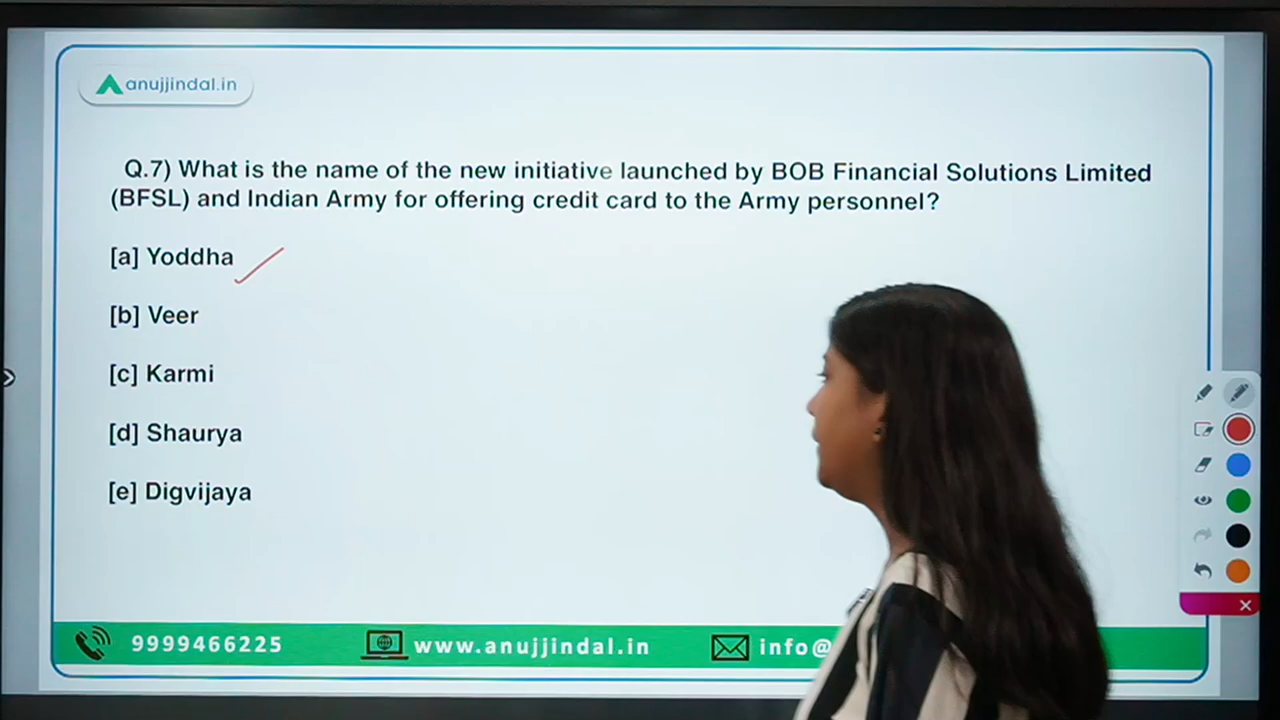 anujjindal.in
Q.7) What is the name of the new initiative launched by BOB Financial Solutions Limited
(BFSL) and Indian Army for offering credit card to the Army personnel?
[a] Yoddha
[b] Veer
[c] Karmi
[d] Shaurya
[e] Digvijaya
9999466225 www.anujjindal.in info@